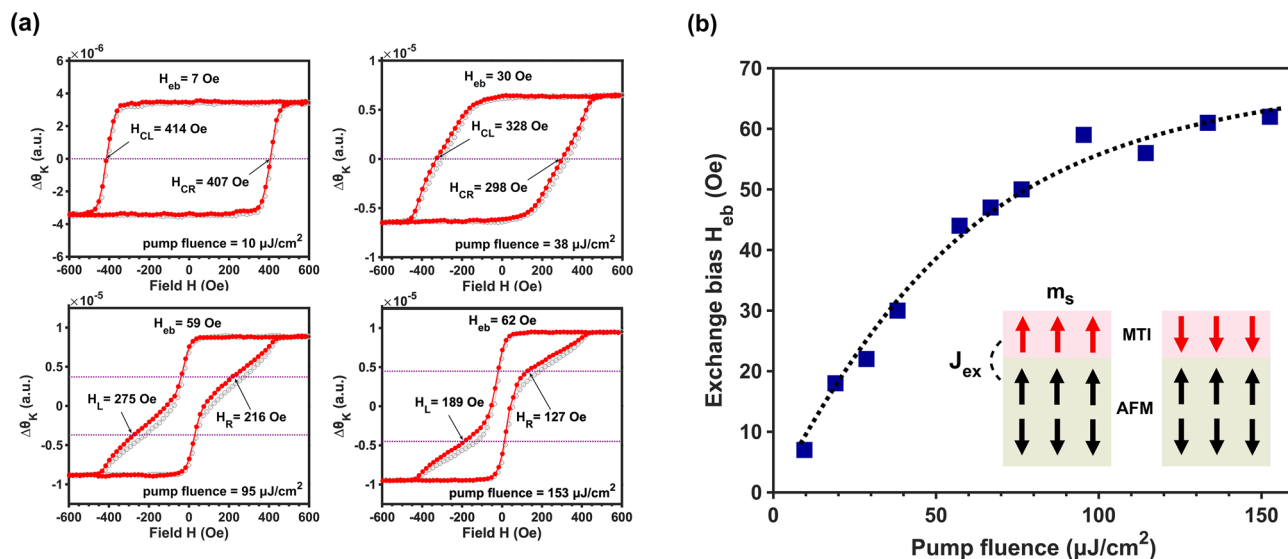 (a)
×10⁻⁶
6
4
2
0
-2
-4
-6
Δθ_K (a.u.)
H_eb= 7 Oe
H_CL= 414 Oe
H_CR= 407 Oe
pump fluence = 10 μJ/cm²
-600 -400 -200 0 200 400 600
Field H (Oe)
×10⁻⁵
1
0.5
0
-0.5
-1
Δθ_K (a.u.)
H_eb= 30 Oe
H_CL= 328 Oe
H_CR= 298 Oe
pump fluence = 38 μJ/cm²
-600 -400 -200 0 200 400 600
Field H (Oe)
×10⁻⁵
1
0.5
0
-0.5
-1
Δθ_K (a.u.)
H_eb= 59 Oe
H_L= 275 Oe
H_R= 216 Oe
pump fluence = 95 μJ/cm²
-600 -400 -200 0 200 400 600
Field H (Oe)
×10⁻⁵
1
0.5
0
-0.5
-1
Δθ_K (a.u.)
H_eb= 62 Oe
H_L= 189 Oe
H_R= 127 Oe
pump fluence = 153 μJ/cm²
-600 -400 -200 0 200 400 600
Field H (Oe)
(b)
70
60
50
40
30
20
10
0
Exchange bias H_eb (Oe)
m_s
MTI
J_ex
AFM
0 50 100 150
Pump fluence (μJ/cm²)